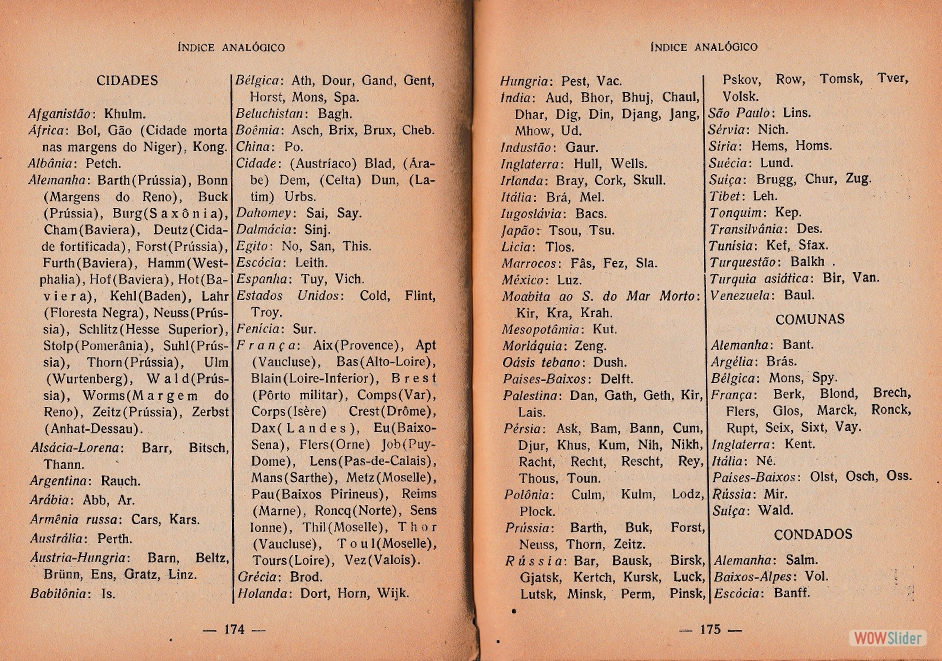 ÍNDICE ANALÓGICO
CIDADES
Afganistão: Khulm.
África: Bol, Gão (Cidade morta
nas margens do Niger), Kong.
Albânia: Petch.
Alemanha: Barth(Prússia), Bonn
(Margens do Reno), Buck
(Prússia), Burg(Saxônia),
Cham(Baviera), Deutz(Cida-
de fortificada), Forst(Prússia),
Furth(Baviera), Hamm(West-
phalia), Hof(Baviera), Hot(Ba-
viera), Kehl(Baden), Lahr
(Floresta Negra), Neuss(Prús-
sia), Schlitz(Hesse Superior),
Stolp(Pomerânia), Suhl(Prús-
sia), Thorn(Prússia), Ulm
(Wurtenberg), Wald(Prús-
sia), Worms(Margem do
Reno), Zeitz(Prússia), Zerbst
(Anhat-Dessau).
Alsácia-Lorena: Barr, Bitsch,
Thann.
Argentina: Rauch.
Arábia: Abb, Ar.
Armênia russa: Cars, Kars.
Austrália: Perth.
Áustria-Hungria: Barn, Beltz,
Brünn, Ens, Gratz, Linz.
Babilônia: Is.
Bélgica: Ath, Dour, Gand, Gent,
Horst, Mons, Spa.
Beluchistan: Bagh.
Boêmia: Asch, Brix, Brux, Cheb.
China: Po.
Cidade: (Austríaco) Blad, (Ára-
be) Dem, (Celta) Dun, (La-
tim) Urbs.
Dahomey: Sai, Say.
Dalmácia: Sinj.
Egito: No, San, This.
Escócia: Leith.
Espanha: Tuy, Vich.
Estados Unidos: Cold, Flint,
Troy.
Fenícia: Sur.
França: Aix(Provence), Apt
(Vaucluse), Bas(Alto-Loire),
Blain(Loire-Inferior), Brest
(Pôrto militar), Comps(Var),
Corps(Isère) Crest(Drôme),
Dax(Landes), Eu(Baixo-
Sena), Flers(Orne) Job(Puy-
Dome), Lens(Pas-de-Calais),
Mans(Sarthe), Metz(Moselle),
Pau(Baixos Pirineus), Reims
(Marne), Roncq(Norte), Sens
Ionne), Thil(Moselle), Thor
(Vaucluse), Toul(Moselle),
Tours(Loire), Vez(Valois).
Grécia: Brod.
Holanda: Dort, Horn, Wijk.
— 174 —
ÍNDICE ANALÓGICO
Hungria: Pest, Vac.
India: Aud, Bhor, Bhuj, Chaul,
Dhar, Dig, Din, Djang, Jang,
Mhow, Ud.
Industão: Gaur.
Inglaterra: Hull, Wells.
Irlanda: Bray, Cork, Skull.
Itália: Brá, Mel.
Iugoslávia: Bacs.
Japão: Tsou, Tsu.
Licia: Tlos.
Marrocos: Fâs, Fez, Sla.
México: Luz.
Moabita ao S. do Mar Morto:
Kir, Kra, Krah.
Mesopotâmia: Kut.
Morláquia: Zeng.
Oásis tebano: Dush.
Paises-Baixos: Delft.
Palestina: Dan, Gath, Geth, Kir,
Lais.
Pérsia: Ask, Bam, Bann, Cum,
Djur, Khus, Kum, Nih, Nikh,
Racht, Recht, Rescht, Rey,
Thous, Toun.
Polônia: Culm, Kulm, Lodz,
Plock.
Prússia: Barth, Buk, Forst,
Neuss, Thorn, Zeitz.
Rússia: Bar, Bausk, Birsk,
Gjatsk, Kertch, Kursk, Luck,
Lutsk, Minsk, Perm, Pinsk,
Pskov, Row, Tomsk, Tver,
Volsk.
São Paulo: Lins.
Sérvia: Nich.
Síria: Hems, Homs.
Suécia: Lund.
Suiça: Brugg, Chur, Zug.
Tibet: Leh.
Tonquim: Kep.
Transilvânia: Des.
Tunísia: Kef, Sfax.
Turquestão: Balkh .
Turquia asiática: Bir, Van.
Venezuela: Baul.
COMUNAS
Alemanha: Bant.
Argélia: Brás.
Bélgica: Mons, Spy.
França: Berk, Blond, Brech,
Flers, Glos, Marck, Ronck,
Rupt, Seix, Sixt, Vay.
Inglaterra: Kent.
Itália: Né.
Paises-Baixos: Olst, Osch, Oss.
Rússia: Mir.
Suíça: Wald.
CONDADOS
Alemanha: Salm.
Baixos-Alpes: Vol.
Escócia: Banff.
— 175 —
WOWSlider